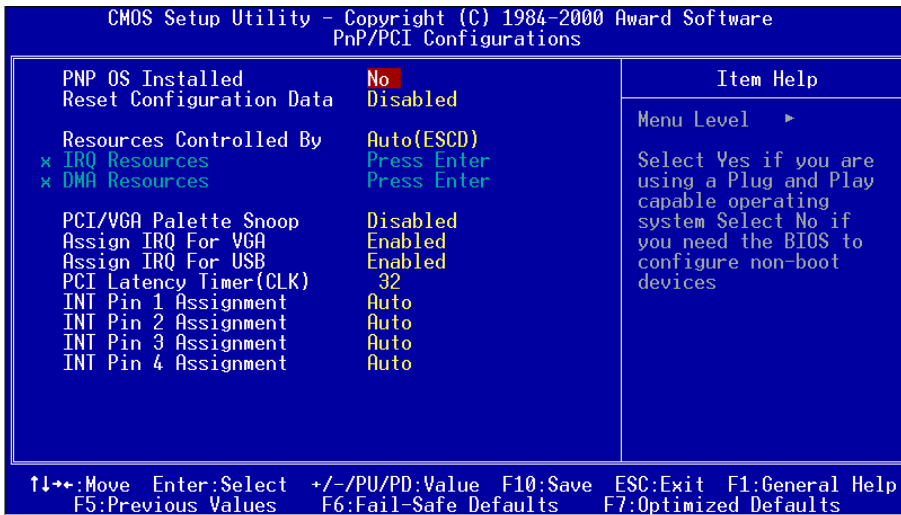 CMOS Setup Utility - Copyright (C) 1984-2000 Award Software
PnP/PCI Configurations
PNP OS Installed No
Reset Configuration Data Disabled
Resources Controlled By Auto(ESCD)
x IRQ Resources Press Enter
x DMA Resources Press Enter
PCI/VGA Palette Snoop Disabled
Assign IRQ For VGA Enabled
Assign IRQ For USB Enabled
PCI Latency Timer(CLK) 32
INT Pin 1 Assignment Auto
INT Pin 2 Assignment Auto
INT Pin 3 Assignment Auto
INT Pin 4 Assignment Auto
Item Help
Menu Level ►
Select Yes if you are
using a Plug and Play
capable operating
system Select No if
you need the BIOS to
configure non-boot
devices
↑↓→←:Move Enter:Select +/-/PU/PD:Value F10:Save ESC:Exit F1:General Help
F5:Previous Values F6:Fail-Safe Defaults F7:Optimized Defaults